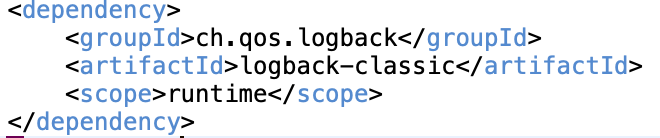 <dependency>
    <groupId>ch.qos.logback</groupId>
    <artifactId>logback-classic</artifactId>
    <scope>runtime</scope>
</dependency>